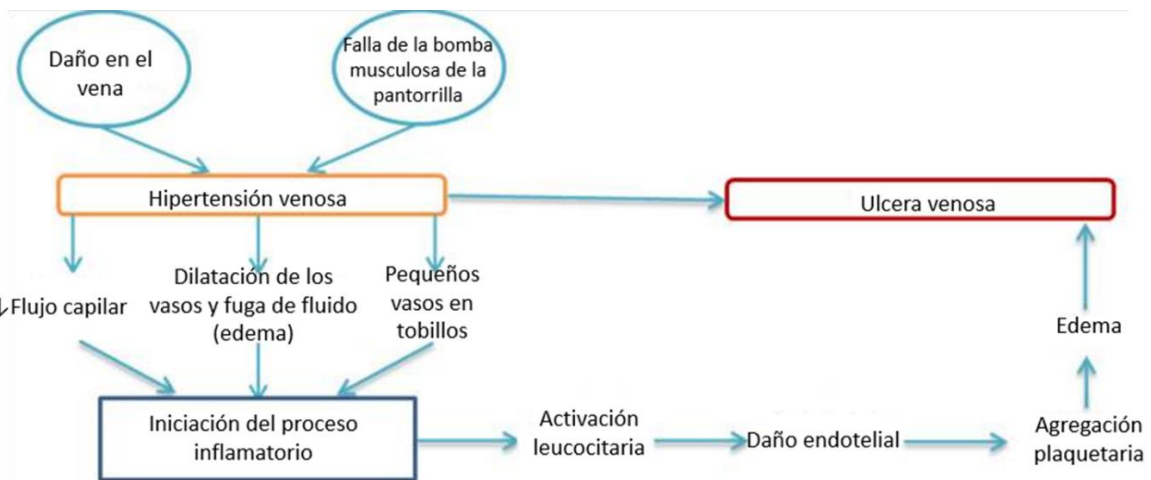 Daño en el
vena
Falla de la bomba
musculosa de la
pantorrilla
Hipertensión venosa
Ulcera venosa
↓Flujo capilar
Dilatación de los
vasos y fuga de fluido
(edema)
Pequeños
vasos en
tobillos
Edema
Iniciación del proceso
inflamatorio
Activación
leucocitaria
Daño endotelial
Agregación
plaquetaria